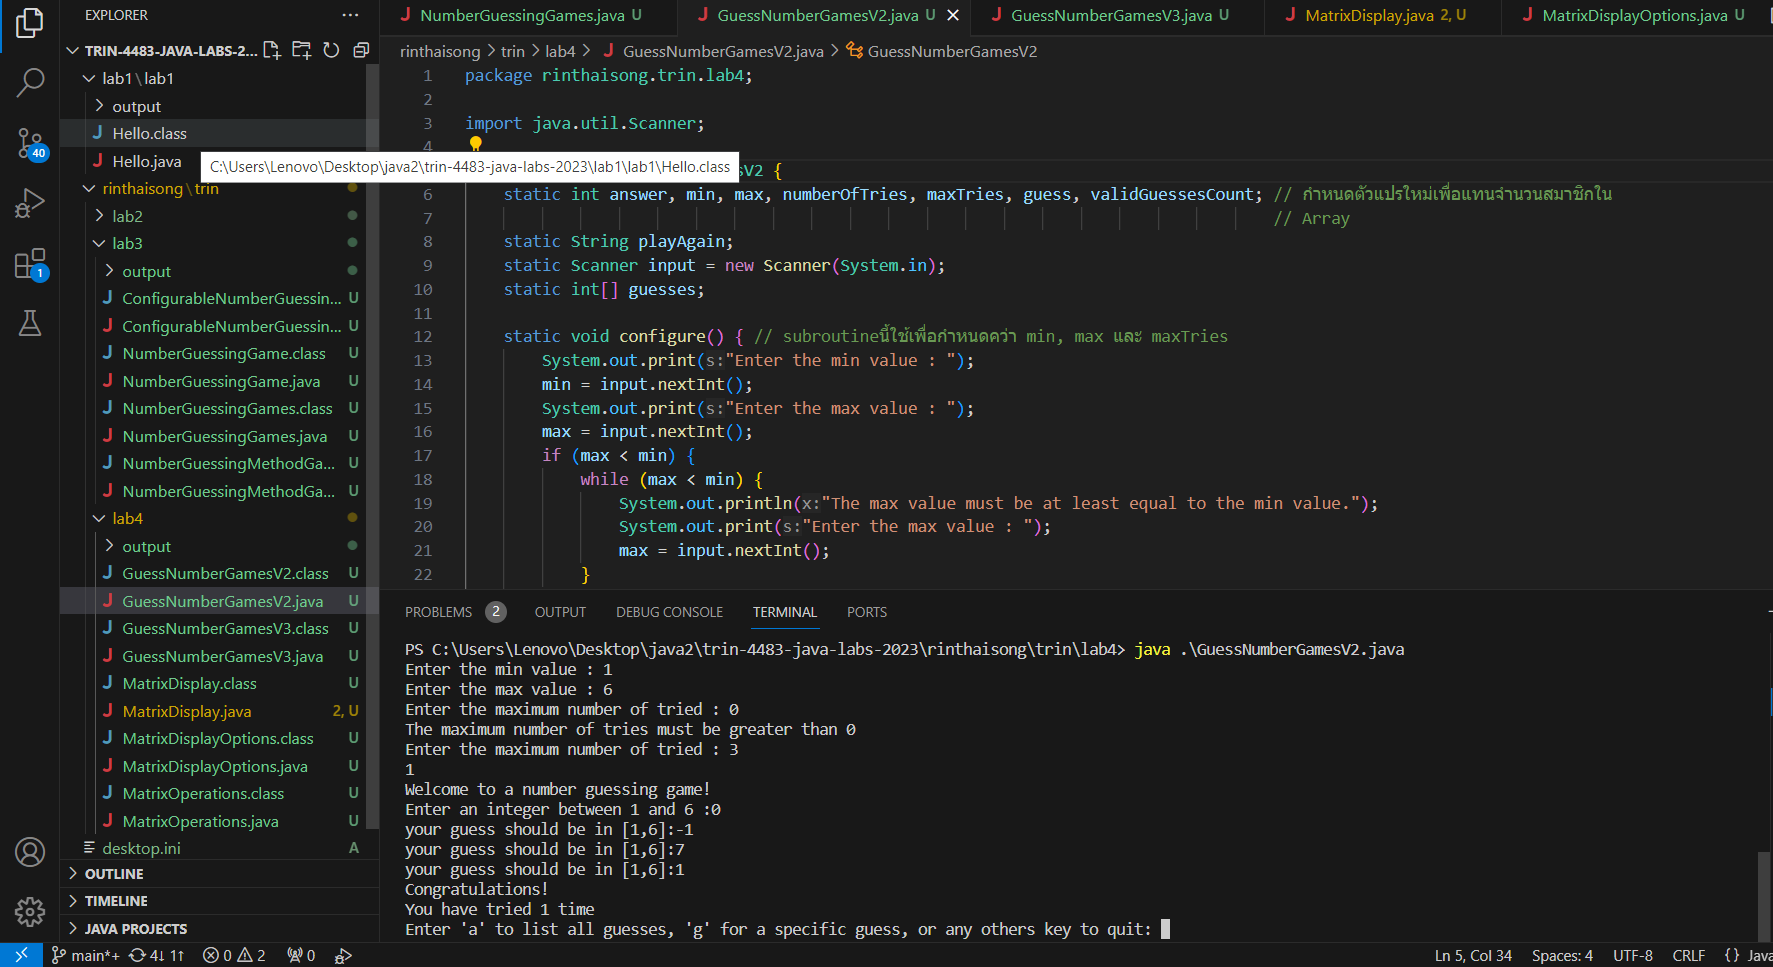 EXPLORER
···
TRIN-4483-JAVA-LABS-2...
lab1 \ lab1
output
Hello.class
Hello.java
rinthaisong \ trin
lab2
lab3
output
ConfigurableNumberGuessin... U
ConfigurableNumberGuessin... U
NumberGuessingGame.class U
NumberGuessingGame.java U
NumberGuessingGames.class U
NumberGuessingGames.java U
NumberGuessingMethodGa... U
NumberGuessingMethodGa... U
lab4
output
GuessNumberGamesV2.class U
GuessNumberGamesV2.java U
GuessNumberGamesV3.class U
GuessNumberGamesV3.java U
MatrixDisplay.class U
MatrixDisplay.java 2, U
MatrixDisplayOptions.class U
MatrixDisplayOptions.java U
MatrixOperations.class U
MatrixOperations.java U
desktop.ini A
OUTLINE
TIMELINE
JAVA PROJECTS
40
1
C:\Users\Lenovo\Desktop\java2\trin-4483-java-labs-2023\lab1\lab1\Hello.class
NumberGuessingGames.java U
GuessNumberGamesV2.java U
GuessNumberGamesV3.java U
MatrixDisplay.java 2, U
MatrixDisplayOptions.java U
rinthaisong > trin > lab4 > GuessNumberGamesV2.java > GuessNumberGamesV2
1 package rinthaisong.trin.lab4;
2
3 import java.util.Scanner;
4
sV2 {
6 static int answer, min, max, numberOfTries, maxTries, guess, validGuessesCount; // กำหนดตัวแปรใหม่เพื่อแทนจำนวนสมาชิกใน
7 // Array
8 static String playAgain;
9 static Scanner input = new Scanner(System.in);
10 static int[] guesses;
11
12 static void configure() { // subroutineนี้ใช้เพื่อกำหนดคว่า min, max และ maxTries
13 System.out.print(s:"Enter the min value : ");
14 min = input.nextInt();
15 System.out.print(s:"Enter the max value : ");
16 max = input.nextInt();
17 if (max < min) {
18 while (max < min) {
19 System.out.println(x:"The max value must be at least equal to the min value.");
20 System.out.print(s:"Enter the max value : ");
21 max = input.nextInt();
22 }
PROBLEMS 2 OUTPUT DEBUG CONSOLE TERMINAL PORTS
PS C:\Users\Lenovo\Desktop\java2\trin-4483-java-labs-2023\rinthaisong\trin\lab4> java .\GuessNumberGamesV2.java
Enter the min value : 1
Enter the max value : 6
Enter the maximum number of tried : 0
The maximum number of tries must be greater than 0
Enter the maximum number of tried : 3
1
Welcome to a number guessing game!
Enter an integer between 1 and 6 :0
your guess should be in [1,6]:-1
your guess should be in [1,6]:7
your guess should be in [1,6]:1
Congratulations!
You have tried 1 time
Enter 'a' to list all guesses, 'g' for a specific guess, or any others key to quit:
main*+ 4↓ 1↑ 0 2 0 Ln 5, Col 34 Spaces: 4 UTF-8 CRLF {} Java